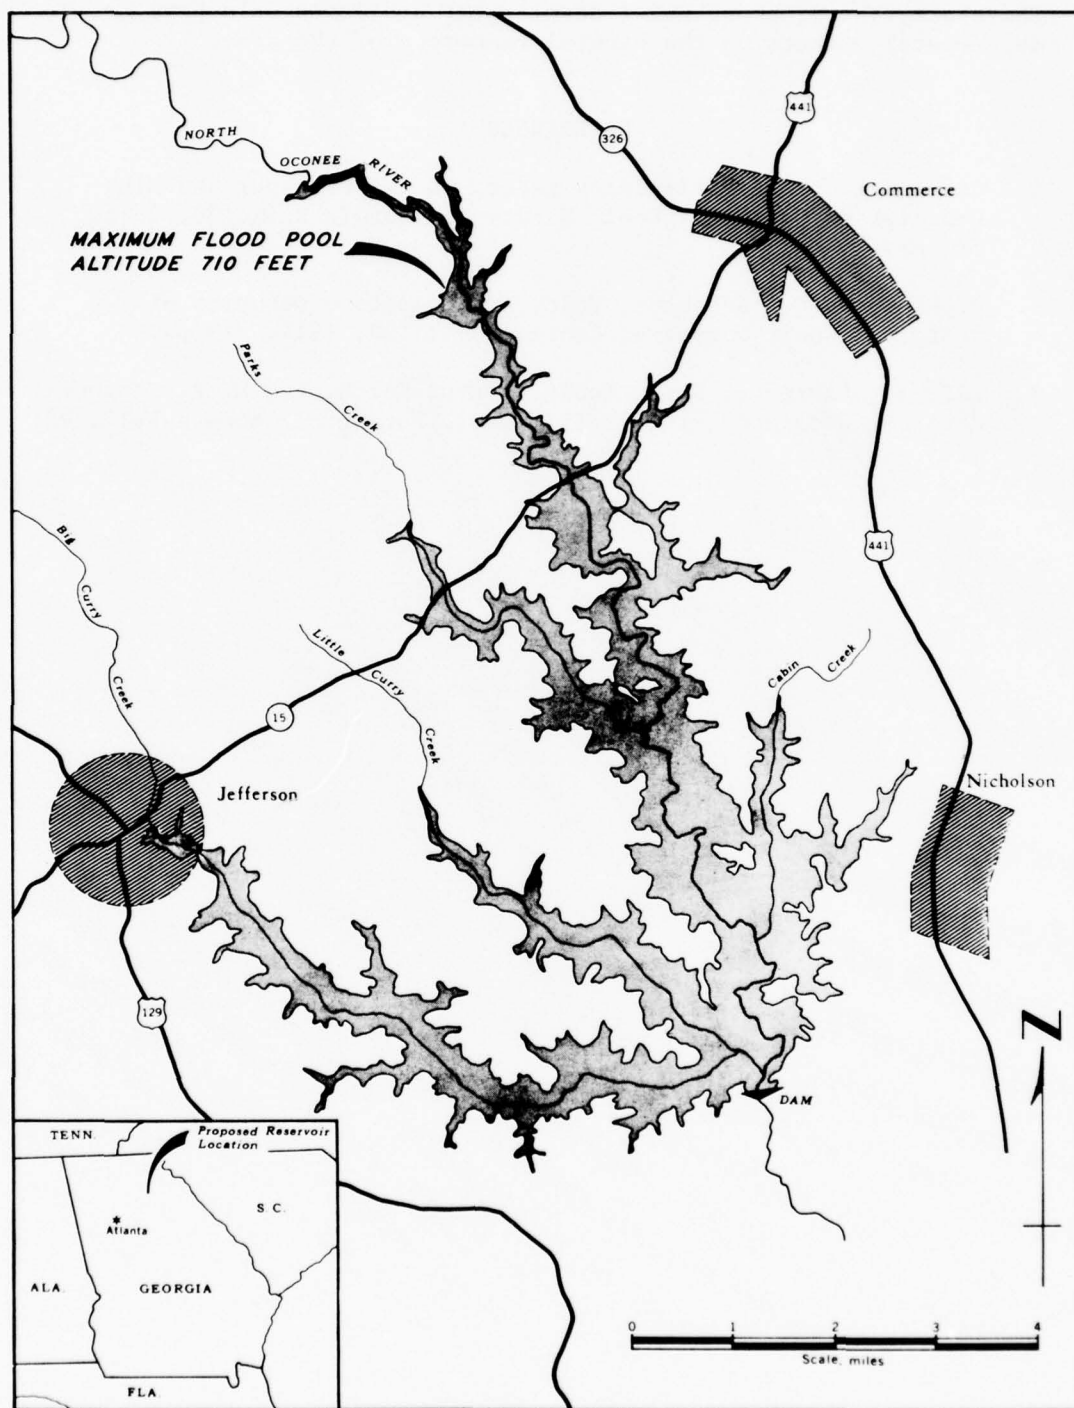 441
326
NORTH
OCONEE RIVER
Commerce
MAXIMUM FLOOD POOL
ALTITUDE 710 FEET
Parks
Creek
Big
Curry
Creek
441
Little
Curry
Creek
Cabin Creek
15
Jefferson
Nicholson
129
N
DAM
TENN.
Proposed Reservoir
Location
S.C.
Atlanta
ALA.
GEORGIA
FLA.
0 1 2 3 4
Scale, miles